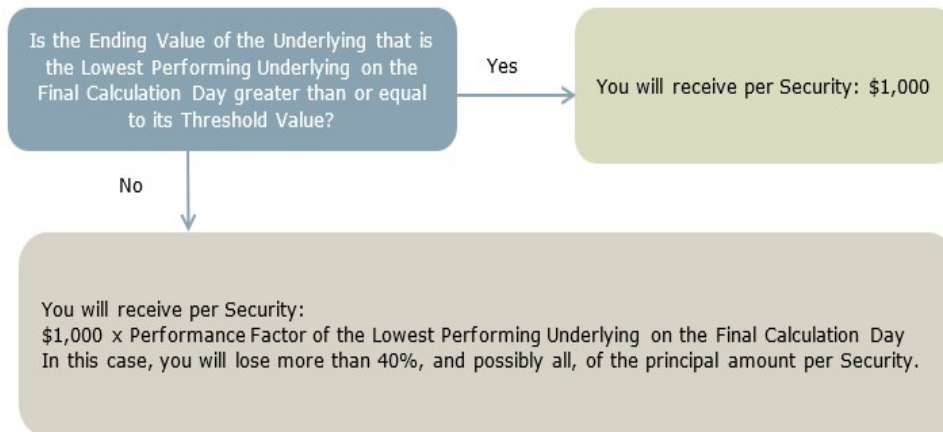 Is the Ending Value of the Underlying that is
the Lowest Performing Underlying on the
Final Calculation Day greater than or equal
to its Threshold Value?
Yes
You will receive per Security: $1,000
No
You will receive per Security:
$1,000 x Performance Factor of the Lowest Performing Underlying on the Final Calculation Day
In this case, you will lose more than 40%, and possibly all, of the principal amount per Security.